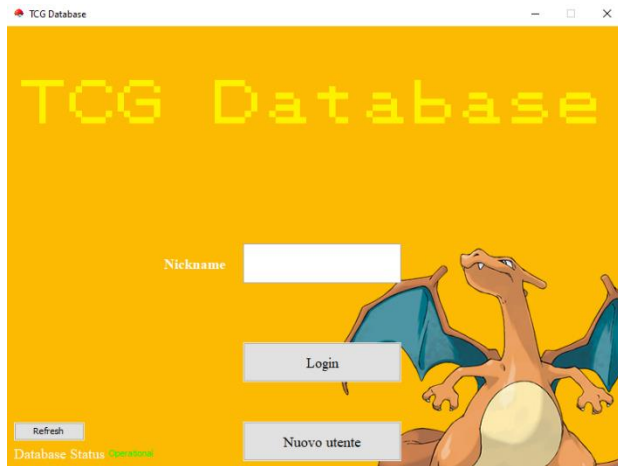 TCG Database
TCG Database
Nickname
Login
Refresh
Nuovo utente
Database Status Operational